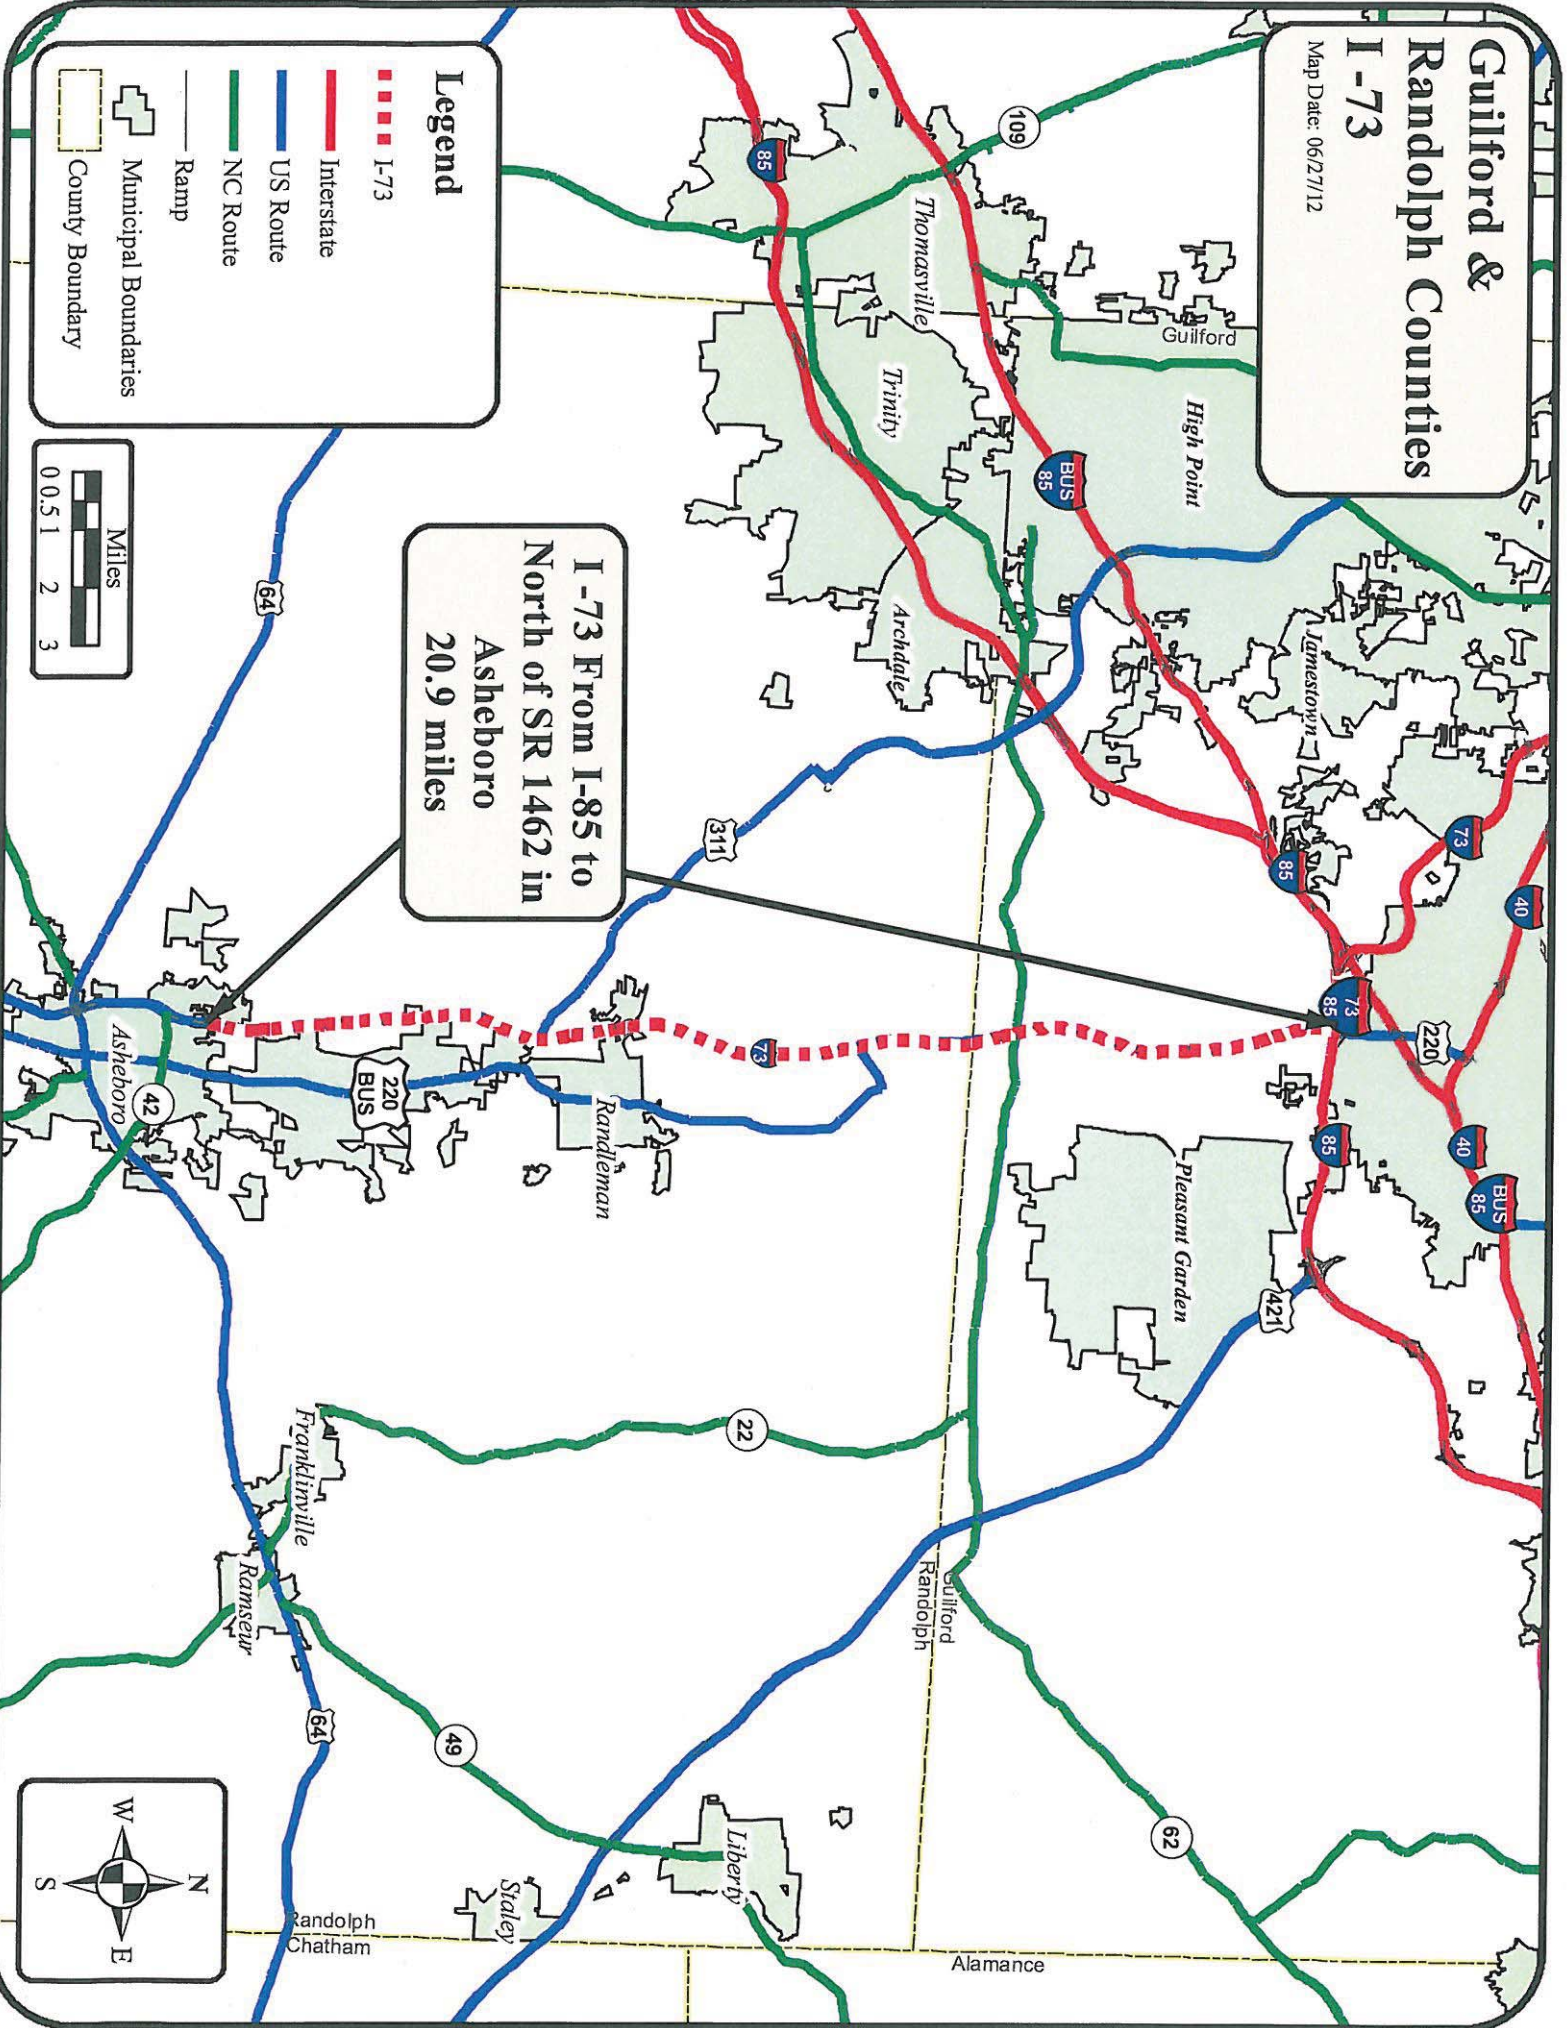 Guilford &
Randolph Counties
I -73
Map Date: 06/27/12
40
73
220
40
BUS
85
Jamestown
85
73
85
85
421
High Point
Guilford
BUS
85
Pleasant Garden
62
109
Thomasville
Trinity
Archdale
Guilford
Randolph
Alamance
85
311
73
22
Liberty
I -73 From I-85 to
North of SR 1462 in
Asheboro
20.9 miles
Randleman
Staley
Legend
I-73
Interstate
US Route
NC Route
Ramp
Municipal Boundaries
County Boundary
220
BUS
49
Franklinville
Ramseur
64
Randolph
Chatham
64
42
Asheboro
Miles
0 0.5 1 2 3
N
W
E
S